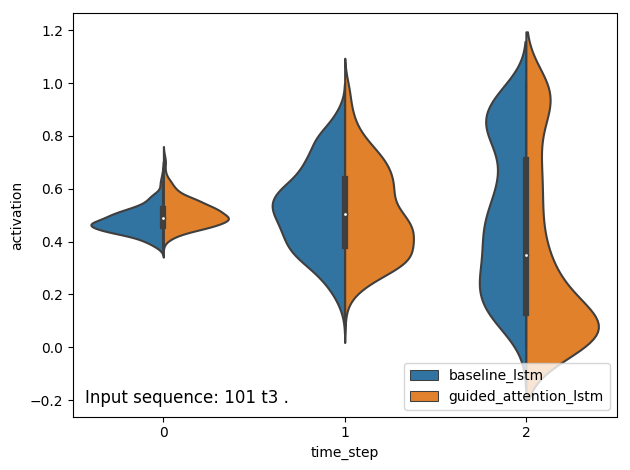 1.2
1.0
0.8
0.6
0.4
0.2
0.0
−0.2
activation
Input sequence: 101 t3 .
baseline_lstm
guided_attention_lstm
0 1 2
time_step